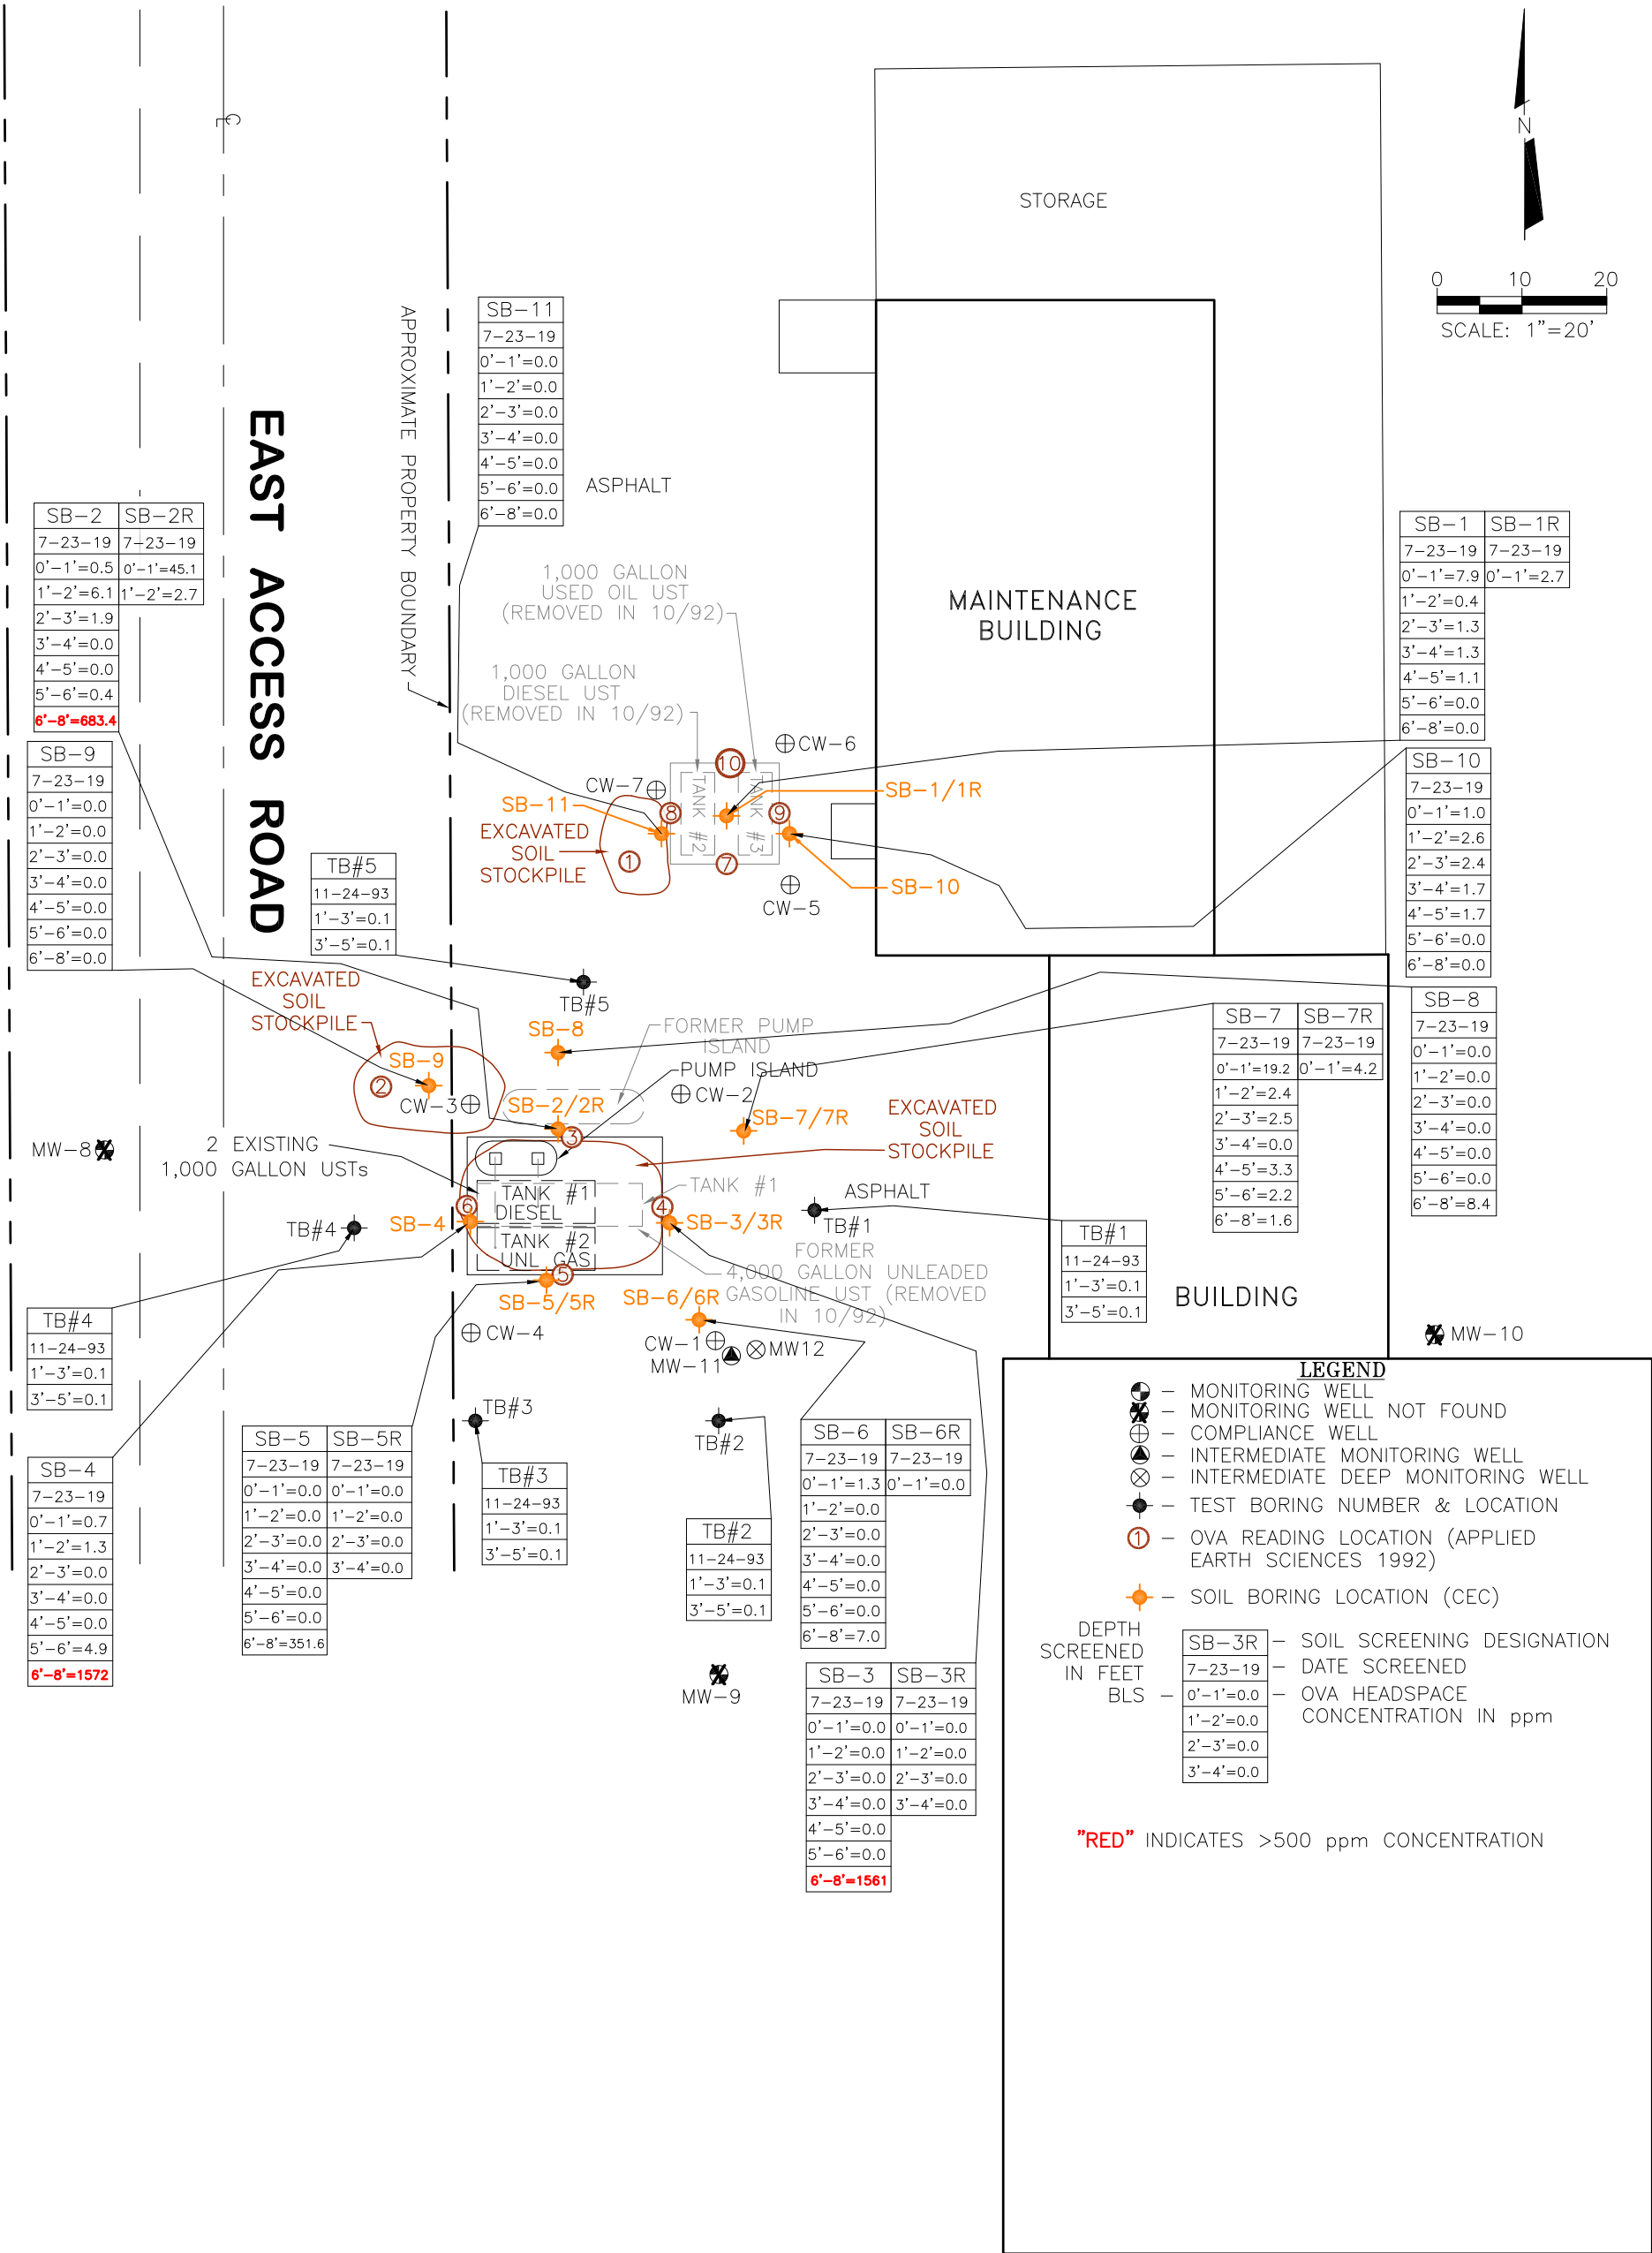 ℄
N
0 10 20
SCALE: 1"=20'
STORAGE
EAST ACCESS ROAD
APPROXIMATE PROPERTY BOUNDARY
SB-11
7-23-19
0'-1'=0.0
1'-2'=0.0
2'-3'=0.0
3'-4'=0.0
4'-5'=0.0
5'-6'=0.0
6'-8'=0.0
ASPHALT
MAINTENANCE
BUILDING
1,000 GALLON
USED OIL UST
(REMOVED IN 10/92)
1,000 GALLON
DIESEL UST
(REMOVED IN 10/92)
SB-2 SB-2R
7-23-19 7-23-19
0'-1'=0.5 0'-1'=45.1
1'-2'=6.1 1'-2'=2.7
2'-3'=1.9
3'-4'=0.0
4'-5'=0.0
5'-6'=0.4
6'-8'=683.4
SB-1 SB-1R
7-23-19 7-23-19
0'-1'=7.9 0'-1'=2.7
1'-2'=0.4
2'-3'=1.3
3'-4'=1.3
4'-5'=1.1
5'-6'=0.0
6'-8'=0.0
SB-9
7-23-19
0'-1'=0.0
1'-2'=0.0
2'-3'=0.0
3'-4'=0.0
4'-5'=0.0
5'-6'=0.0
6'-8'=0.0
SB-10
7-23-19
0'-1'=1.0
1'-2'=2.6
2'-3'=2.4
3'-4'=1.7
4'-5'=1.7
5'-6'=0.0
6'-8'=0.0
CW-6
10
CW-7
TANK #2
TANK #3
8
9
7
SB-11
SB-1/1R
EXCAVATED
SOIL
STOCKPILE
1
SB-10
CW-5
TB#5
11-24-93
1'-3'=0.1
3'-5'=0.1
TB#5
EXCAVATED
SOIL
STOCKPILE
SB-8
FORMER PUMP
ISLAND
PUMP ISLAND
SB-9
2
CW-3
SB-2/2R
CW-2
SB-7/7R
3
EXCAVATED
SOIL
STOCKPILE
SB-7 SB-7R
7-23-19 7-23-19
0'-1'=19.2 0'-1'=4.2
1'-2'=2.4
2'-3'=2.5
3'-4'=0.0
4'-5'=3.3
5'-6'=2.2
6'-8'=1.6
SB-8
7-23-19
0'-1'=0.0
1'-2'=0.0
2'-3'=0.0
3'-4'=0.0
4'-5'=0.0
5'-6'=0.0
6'-8'=8.4
MW-8
2 EXISTING
1,000 GALLON USTs
TANK #1
DIESEL
TANK #2
UNL GAS
TANK #1
ASPHALT
6
4
5
TB#4
SB-4
SB-3/3R
TB#1
FORMER
4,000 GALLON UNLEADED
GASOLINE UST (REMOVED
IN 10/92)
SB-5/5R
SB-6/6R
TB#1
11-24-93
1'-3'=0.1
3'-5'=0.1
BUILDING
CW-4
CW-1
MW-11
MW12
MW-10
TB#4
11-24-93
1'-3'=0.1
3'-5'=0.1
TB#3
TB#2
SB-4
7-23-19
0'-1'=0.7
1'-2'=1.3
2'-3'=0.0
3'-4'=0.0
4'-5'=0.0
5'-6'=4.9
6'-8'=1572
SB-5 SB-5R
7-23-19 7-23-19
0'-1'=0.0 0'-1'=0.0
1'-2'=0.0 1'-2'=0.0
2'-3'=0.0 2'-3'=0.0
3'-4'=0.0 3'-4'=0.0
4'-5'=0.0
5'-6'=0.0
6'-8'=351.6
TB#3
11-24-93
1'-3'=0.1
3'-5'=0.1
TB#2
11-24-93
1'-3'=0.1
3'-5'=0.1
SB-6 SB-6R
7-23-19 7-23-19
0'-1'=1.3 0'-1'=0.0
1'-2'=0.0
2'-3'=0.0
3'-4'=0.0
4'-5'=0.0
5'-6'=0.0
6'-8'=7.0
MW-9
SB-3 SB-3R
7-23-19 7-23-19
0'-1'=0.0 0'-1'=0.0
1'-2'=0.0 1'-2'=0.0
2'-3'=0.0 2'-3'=0.0
3'-4'=0.0 3'-4'=0.0
4'-5'=0.0
5'-6'=0.0
6'-8'=1561
LEGEND
- MONITORING WELL
- MONITORING WELL NOT FOUND
- COMPLIANCE WELL
- INTERMEDIATE MONITORING WELL
- INTERMEDIATE DEEP MONITORING WELL
- TEST BORING NUMBER & LOCATION
1 - OVA READING LOCATION (APPLIED
EARTH SCIENCES 1992)
- SOIL BORING LOCATION (CEC)
DEPTH
SCREENED
IN FEET
BLS -
SB-3R - SOIL SCREENING DESIGNATION
7-23-19 - DATE SCREENED
0'-1'=0.0 - OVA HEADSPACE
CONCENTRATION IN ppm
1'-2'=0.0
2'-3'=0.0
3'-4'=0.0
"RED" INDICATES >500 ppm CONCENTRATION